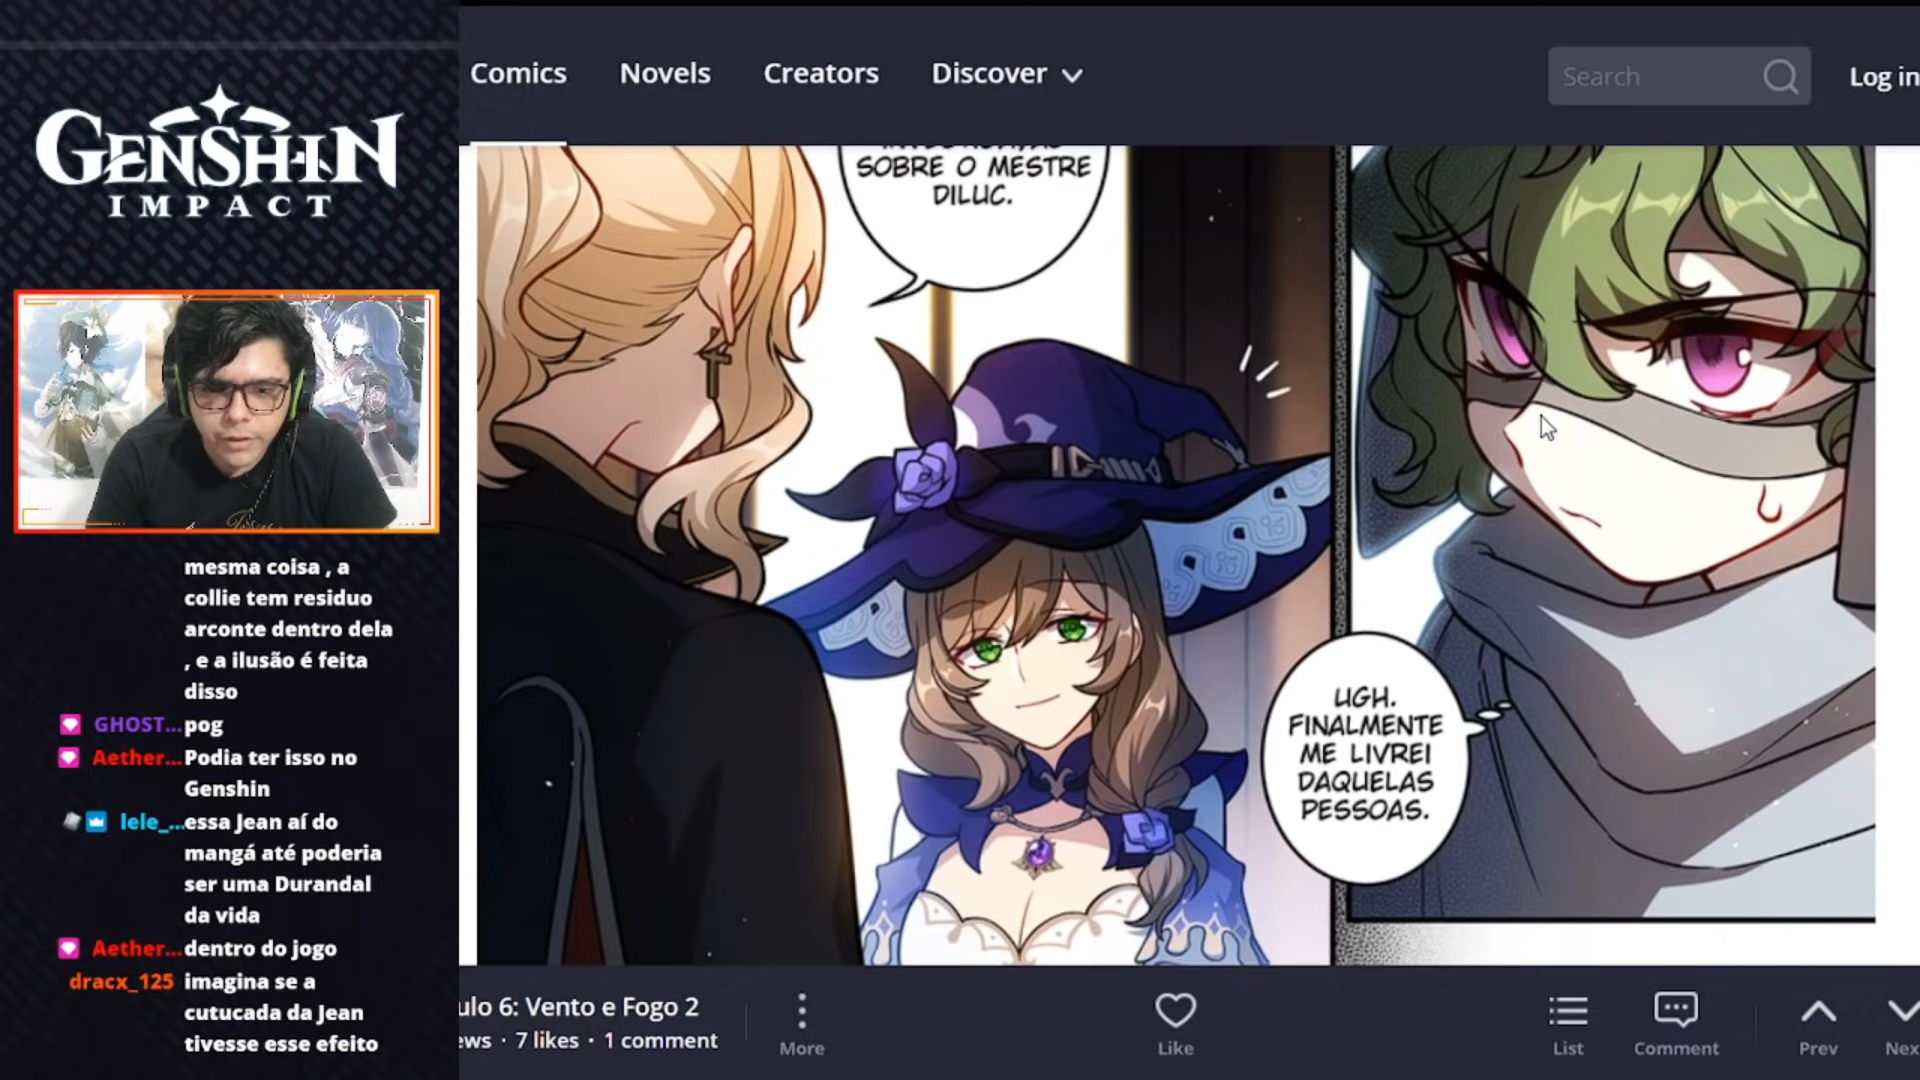 GENSHIN
IMPACT
Comics
Novels
Creators
Discover
Search
Log in
SOBRE O MESTRE
DILUC.
UGH.
FINALMENTE
ME LIVREI
DAQUELAS
PESSOAS.
mesma coisa , a
collie tem residuo
arconte dentro dela
, e a ilusão é feita
disso
GHOST... pog
Aether... Podia ter isso no
Genshin
lele_... essa Jean aí do
mangá até poderia
ser uma Durandal
da vida
Aether... dentro do jogo
dracx_125 imagina se a
cutucada da Jean
tivesse esse efeito
ulo 6: Vento e Fogo 2
ews · 7 likes · 1 comment
More
Like
List
Comment
Prev
Nex